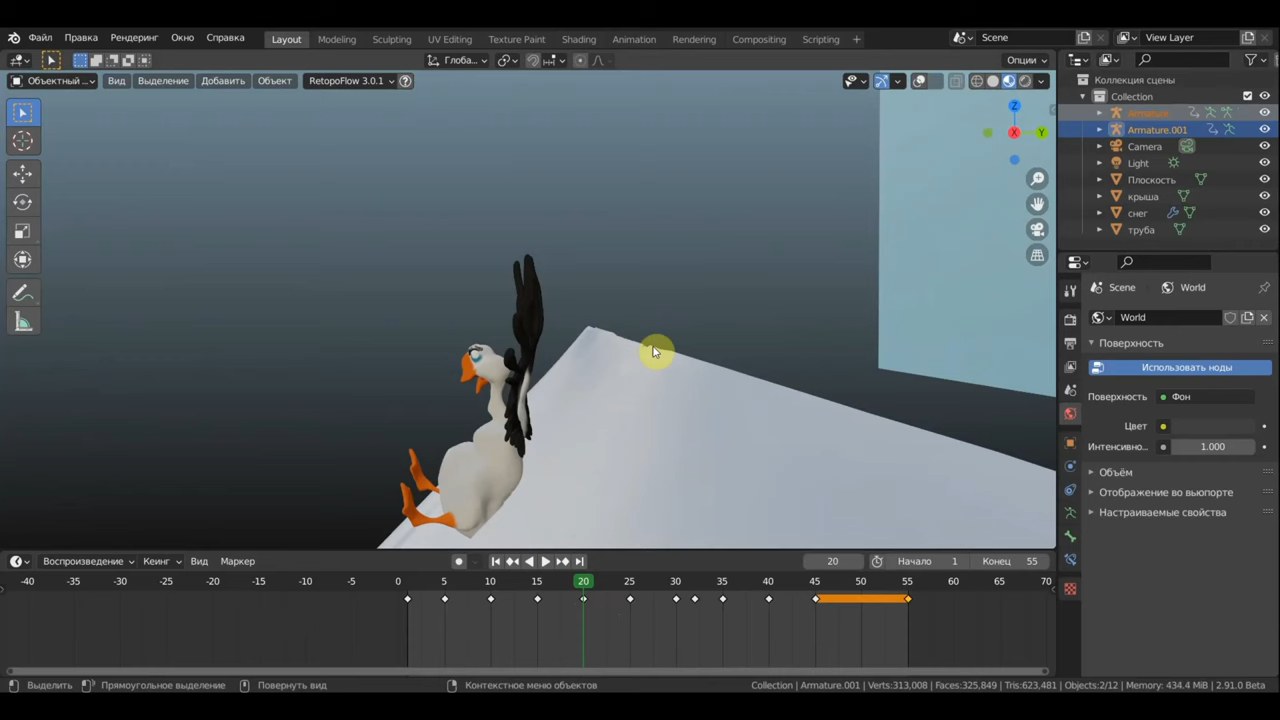 Файл Правка Рендеринг Окно Справка Layout Modeling Sculpting UV Editing Texture Paint Shading Animation Rendering Compositing Scripting + Scene View Layer
Глоба... Опции
Объектный... Вид Выделение Добавить Объект RetopoFlow 3.0.1
Коллекция сцены
Collection
Armature
Armature.001
Camera
Light
Плоскость
крыша
снег
труба
Z
X Y
Scene World
World
Поверхность
Использовать ноды
Поверхность Фон
Цвет
Интенсивно... 1.000
Объём
Отображение во вьюпорте
Настраиваемые свойства
Воспроизведение Кеинг Вид Маркер 20 Начало 1 Конец 55
-40 -35 -30 -25 -20 -15 -10 -5 0 5 10 15 20 25 30 35 40 45 50 55 60 65 70
Выделить Прямоугольное выделение Повернуть вид Контекстное меню объектов Collection | Armature.001 | Verts:313,008 | Faces:325,849 | Tris:623,481 | Objects:2/12 | Memory: 434.4 MiB | 2.91.0 Beta